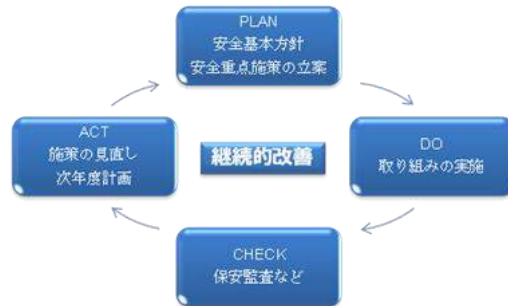 PLAN
安全基本方針
安全重点施策の立案
DO
取り組みの実施
CHECK
保安監査など
ACT
施策の見直し
次年度計画
継続的改善